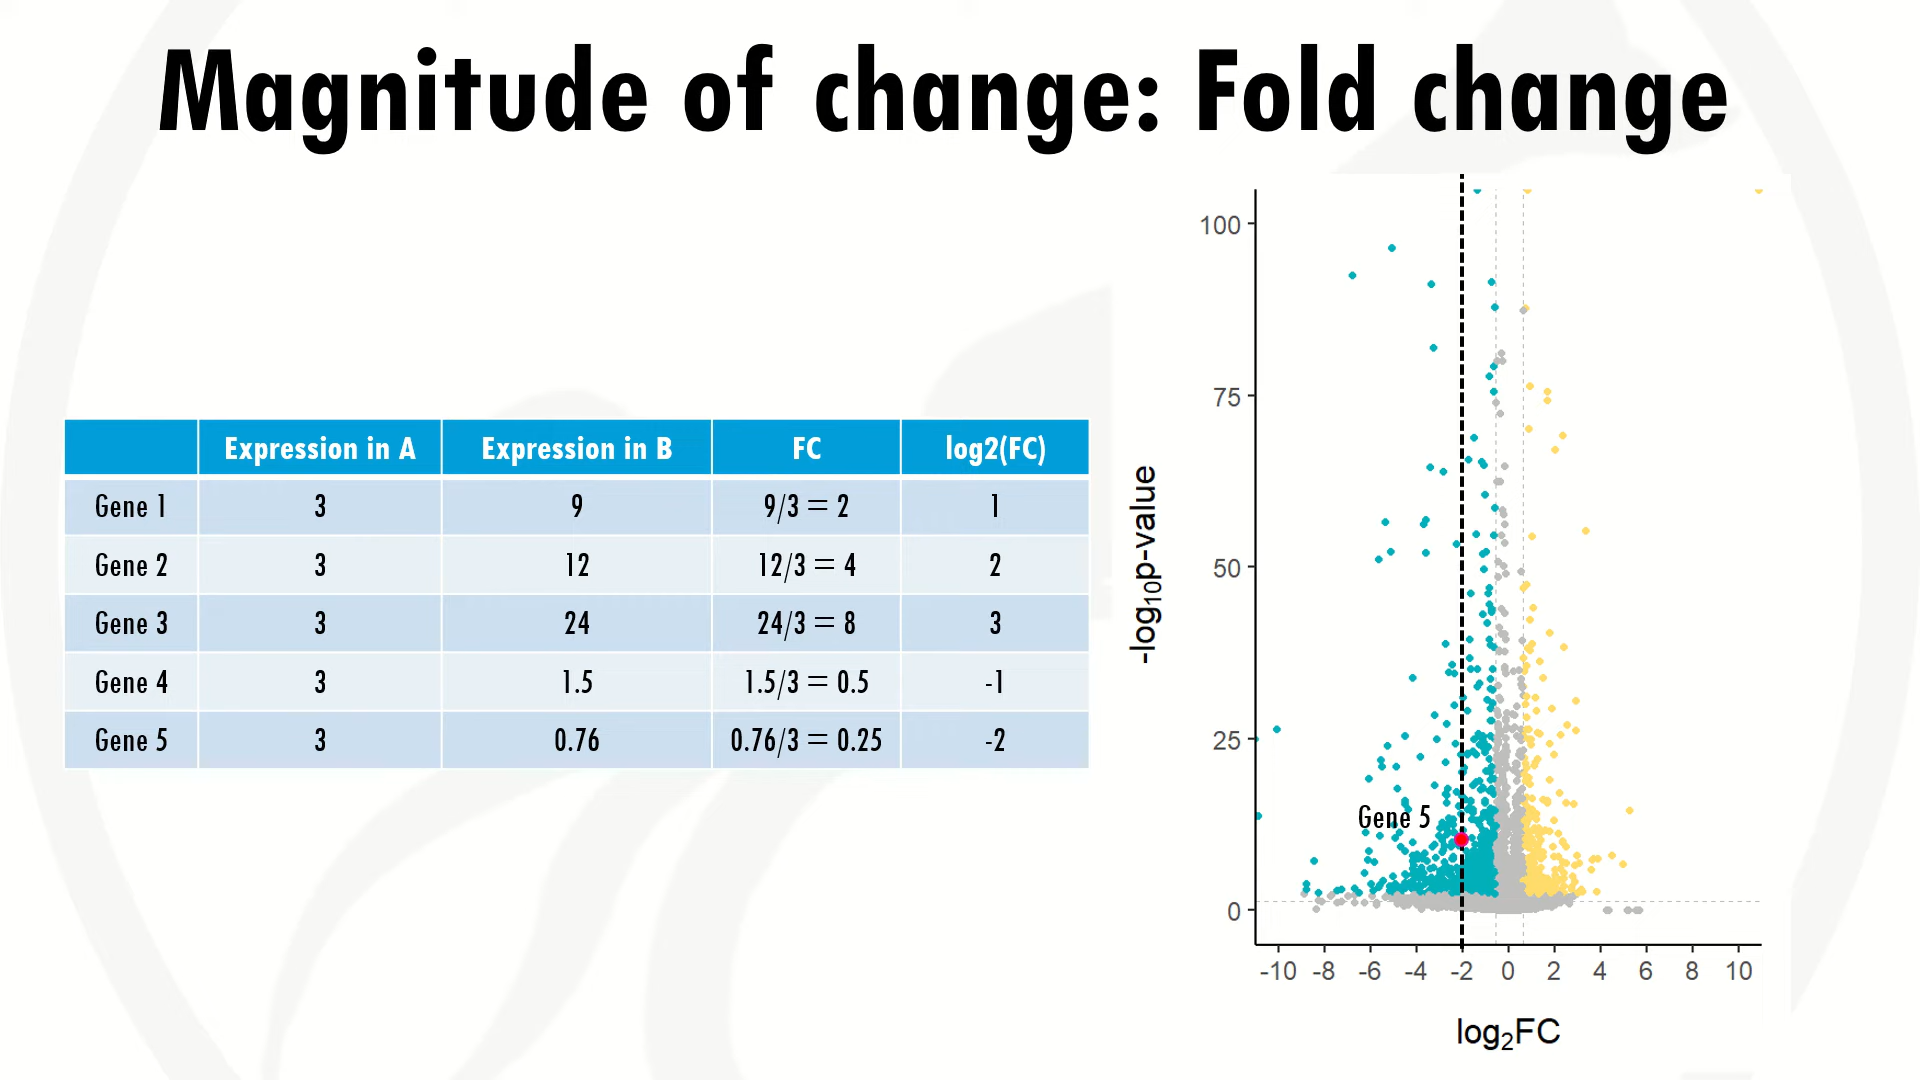 Magnitude of change: Fold change
Expression in A Expression in B FC log2(FC)
Gene 1 3 9 9/3 = 2 1
Gene 2 3 12 12/3 = 4 2
Gene 3 3 24 24/3 = 8 3
Gene 4 3 1.5 1.5/3 = 0.5 -1
Gene 5 3 0.76 0.76/3 = 0.25 -2
-log10p-value
100
75
50
25
0
Gene 5
-10 -8 -6 -4 -2 0 2 4 6 8 10
log2FC